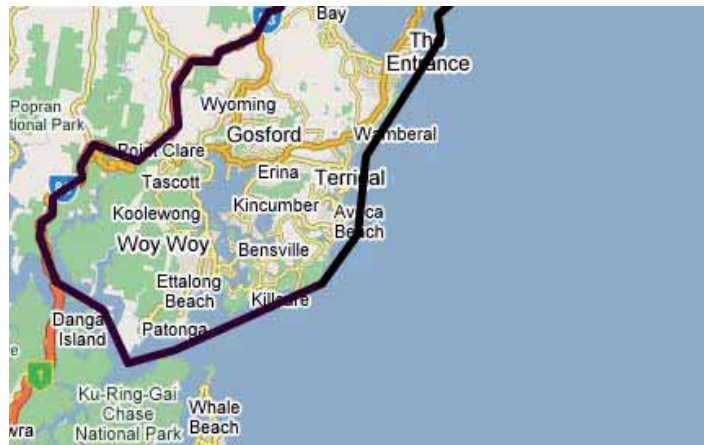 Bay
The
Entrance
Popran
tional Park
Wyoming
Gosford
Wamberal
Point Clare
Erina
Terrigal
Tascott
Kincumber
Koolewong
Avoca
Beach
Woy Woy
Bensville
Ettalong
Beach
Killcare
Dangar
Island
Patonga
1
Ku-Ring-Gai
Chase
National Park
Whale
Beach
wra